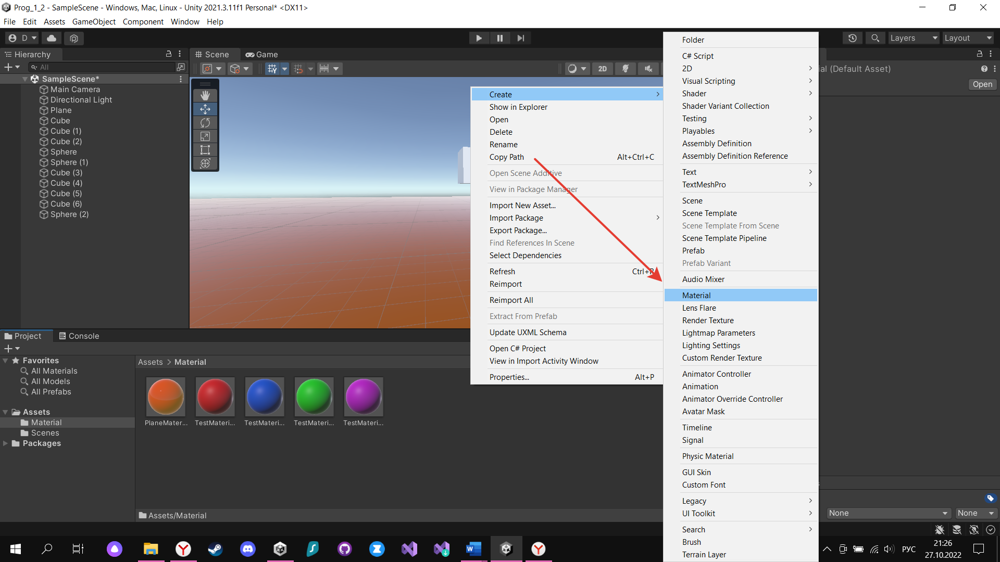 Prog_1_2 - SampleScene - Windows, Mac, Linux - Unity 2021.3.11f1 Personal* <DX11>
File Edit Assets GameObject Component Window Help
D
Layers
Layout
Hierarchy
All
SampleScene*
Main Camera
Directional Light
Plane
Cube
Cube (1)
Cube (2)
Sphere
Sphere (1)
Cube (3)
Cube (4)
Cube (5)
Cube (6)
Sphere (2)
Scene
Game
2D
Create
Show in Explorer
Open
Delete
Rename
Copy Path Alt+Ctrl+C
Open Scene Additive
View in Package Manager
Import New Asset...
Import Package
Export Package...
Find References In Scene
Select Dependencies
Refresh Ctrl+R
Reimport
Reimport All
Extract From Prefab
Update UXML Schema
Open C# Project
View in Import Activity Window
Properties... Alt+P
Folder
C# Script
2D
Visual Scripting
Shader
Shader Variant Collection
Testing
Playables
Assembly Definition
Assembly Definition Reference
Text
TextMeshPro
Scene
Scene Template
Scene Template From Scene
Scene Template Pipeline
Prefab
Prefab Variant
Audio Mixer
Material
Lens Flare
Render Texture
Lightmap Parameters
Lighting Settings
Custom Render Texture
Animator Controller
Animation
Animator Override Controller
Avatar Mask
Timeline
Signal
Physic Material
GUI Skin
Custom Font
Legacy
UI Toolkit
Search
Brush
Terrain Layer
ial (Default Asset)
Open
None
None
Project
Console
Favorites
All Materials
All Models
All Prefabs
Assets
Material
Scenes
Packages
Assets > Material
PlaneMater...
TestMateri...
TestMateri...
TestMateri...
TestMateri...
Assets/Material
РУС
21:26
27.10.2022